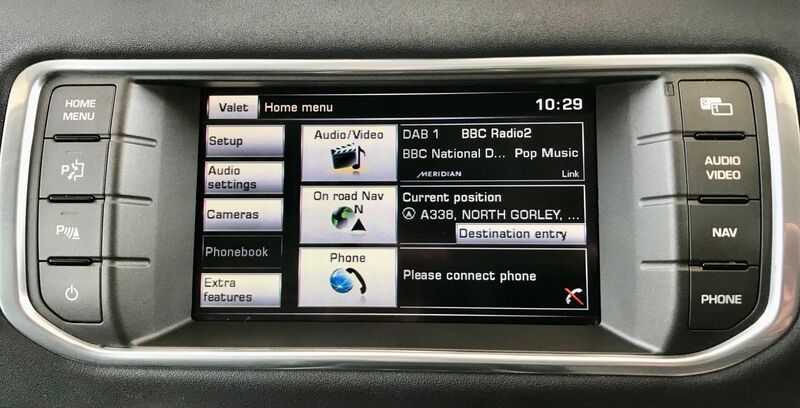 HOME
MENU
P
P
Valet
Home menu
10:29
Setup
Audio
settings
Cameras
Phonebook
Extra
features
Audio/Video
DAB 1 BBC Radio2
BBC National D... Pop Music
MERIDIAN
Link
On road Nav
N
Current position
A338, NORTH GORLEY, ...
Destination entry
Phone
Please connect phone
2
1
AUDIO
VIDEO
NAV
PHONE